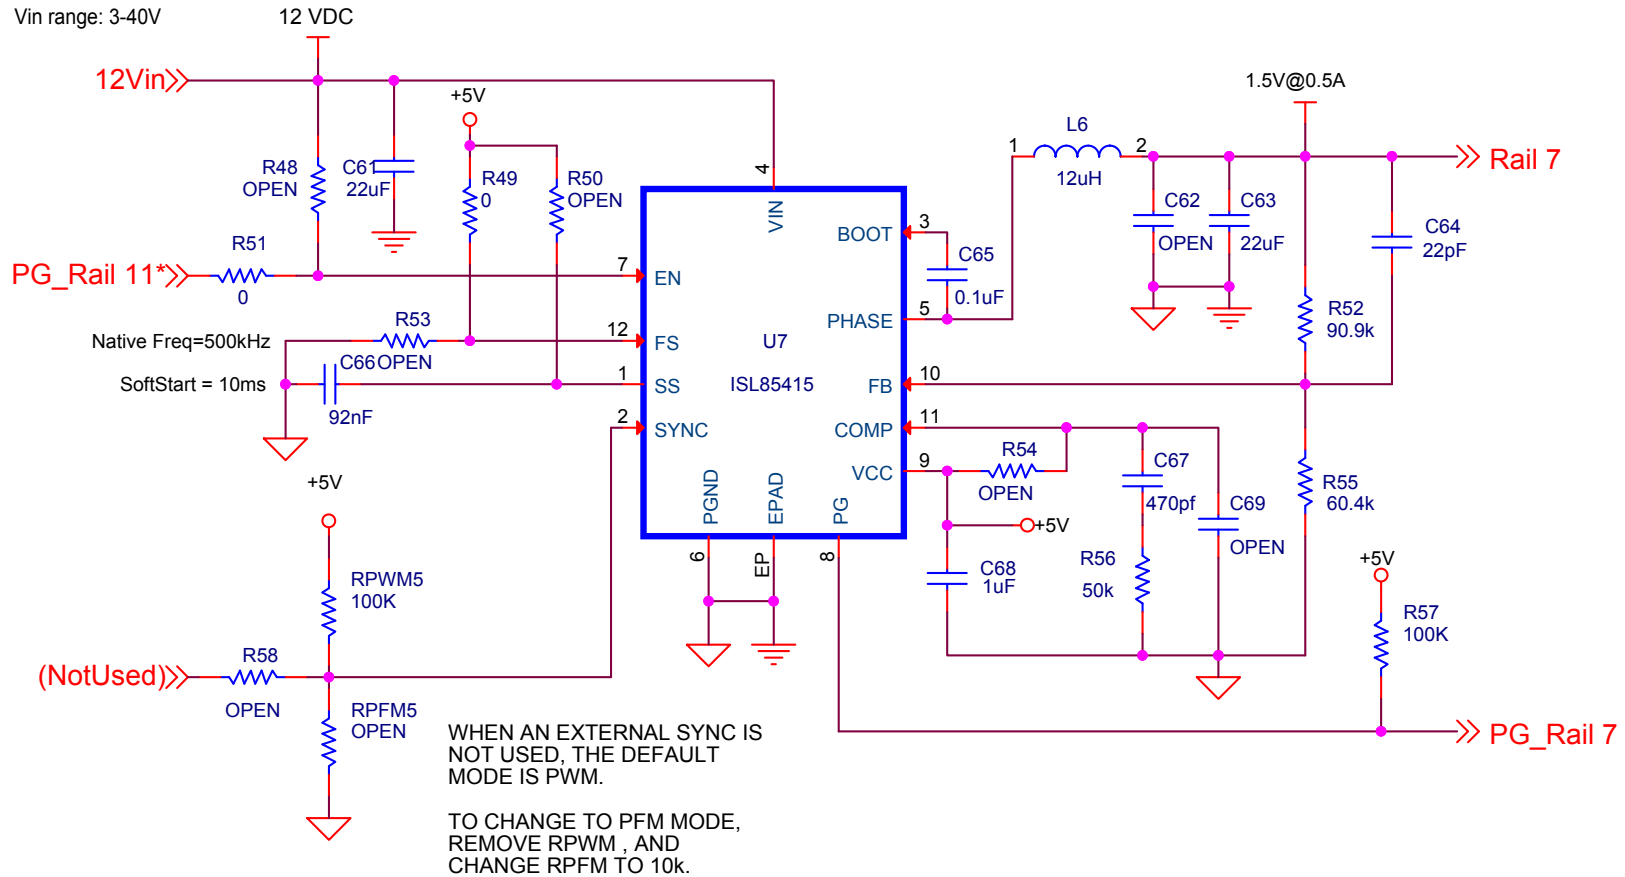 Vin range: 3-40V
12 VDC
12Vin
+5V
1.5V@0.5A
R48
OPEN
C61
22uF
R49
0
R50
OPEN
4
VIN
1
L6
2
12uH
Rail 7
C62
OPEN
C63
22uF
C64
22pF
R51
0
PG_Rail 11*
7
EN
BOOT
3
C65
0.1uF
PHASE
5
R52
90.9k
Native Freq=500kHz
R53
OPEN
12
FS
U7
ISL85415
SoftStart = 10ms
C66
92nF
1
SS
FB
10
2
SYNC
COMP
11
VCC
9
R54
OPEN
C67
470pf
C69
OPEN
R55
60.4k
PGND
EPAD
PG
6
EP
8
+5V
C68
1uF
R56
50k
+5V
R57
100K
+5V
RPWM5
100K
(NotUsed)
R58
OPEN
RPFM5
OPEN
PG_Rail 7
WHEN AN EXTERNAL SYNC IS
NOT USED, THE DEFAULT
MODE IS PWM.
TO CHANGE TO PFM MODE,
REMOVE RPWM , AND
CHANGE RPFM TO 10k.